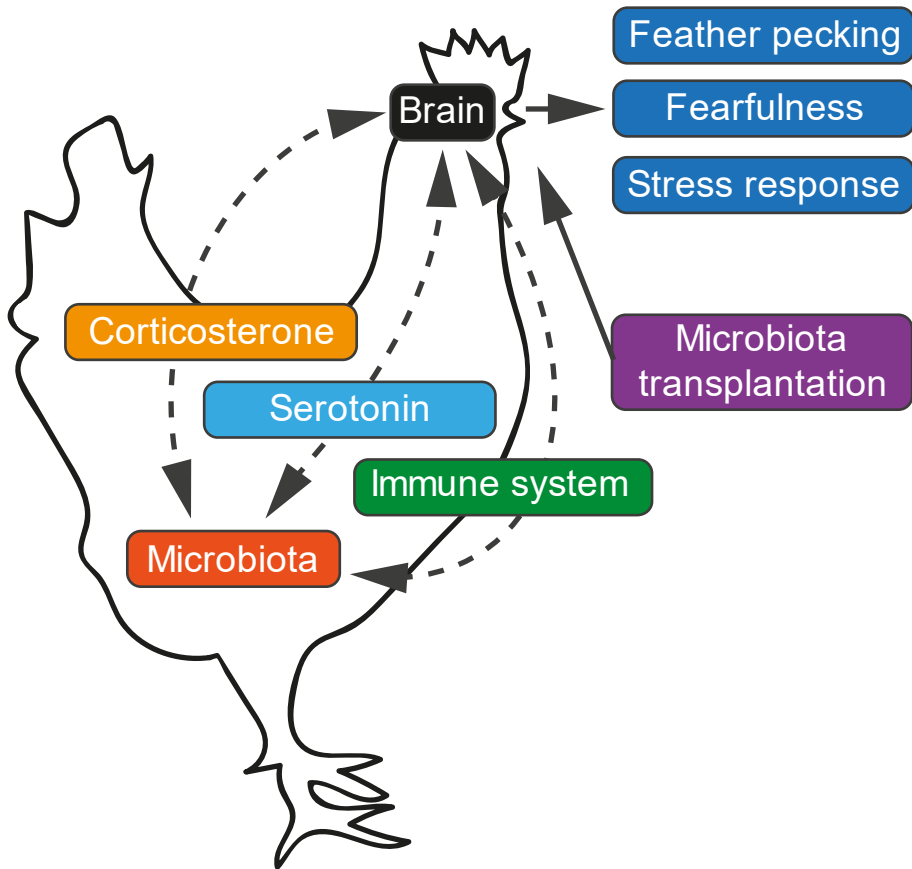 Feather pecking
Brain
Fearfulness
Stress response
Corticosterone
Microbiota
transplantation
Serotonin
Immune system
Microbiota